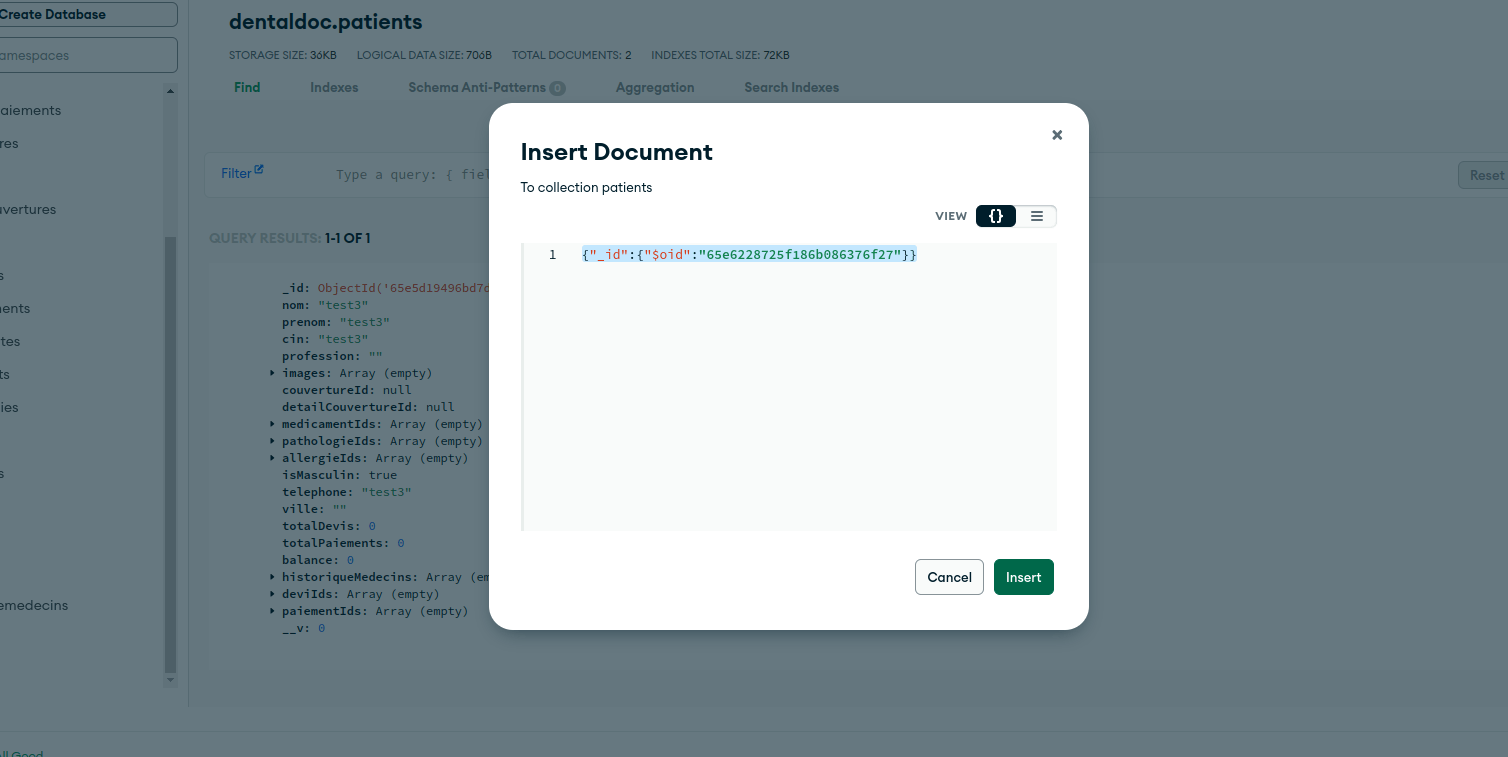 Create Database
dentaldoc.patients
STORAGE SIZE: 36KB LOGICAL DATA SIZE: 706B TOTAL DOCUMENTS: 2 INDEXES TOTAL SIZE: 72KB
amespaces
Find Indexes Schema Anti-Patterns 0 Aggregation Search Indexes
aiements
res
uvertures
s
ents
tes
ts
ies
s
emedecins
Filter Type a query: { fiel
Reset
QUERY RESULTS: 1-1 OF 1
_id: ObjectId('65e5d19496bd7d
nom: "test3"
prenom: "test3"
cin: "test3"
profession: ""
images: Array (empty)
couvertureId: null
detailCouvertureId: null
medicamentIds: Array (empty)
pathologieIds: Array (empty)
allergieIds: Array (empty)
isMasculin: true
telephone: "test3"
ville: ""
totalDevis: 0
totalPaiements: 0
balance: 0
historiqueMedecins: Array (em
deviIds: Array (empty)
paiementIds: Array (empty)
__v: 0
Insert Document
To collection patients
VIEW {}
1 {"_id":{"$oid":"65e6228725f186b086376f27"}}
Cancel Insert
ll Good